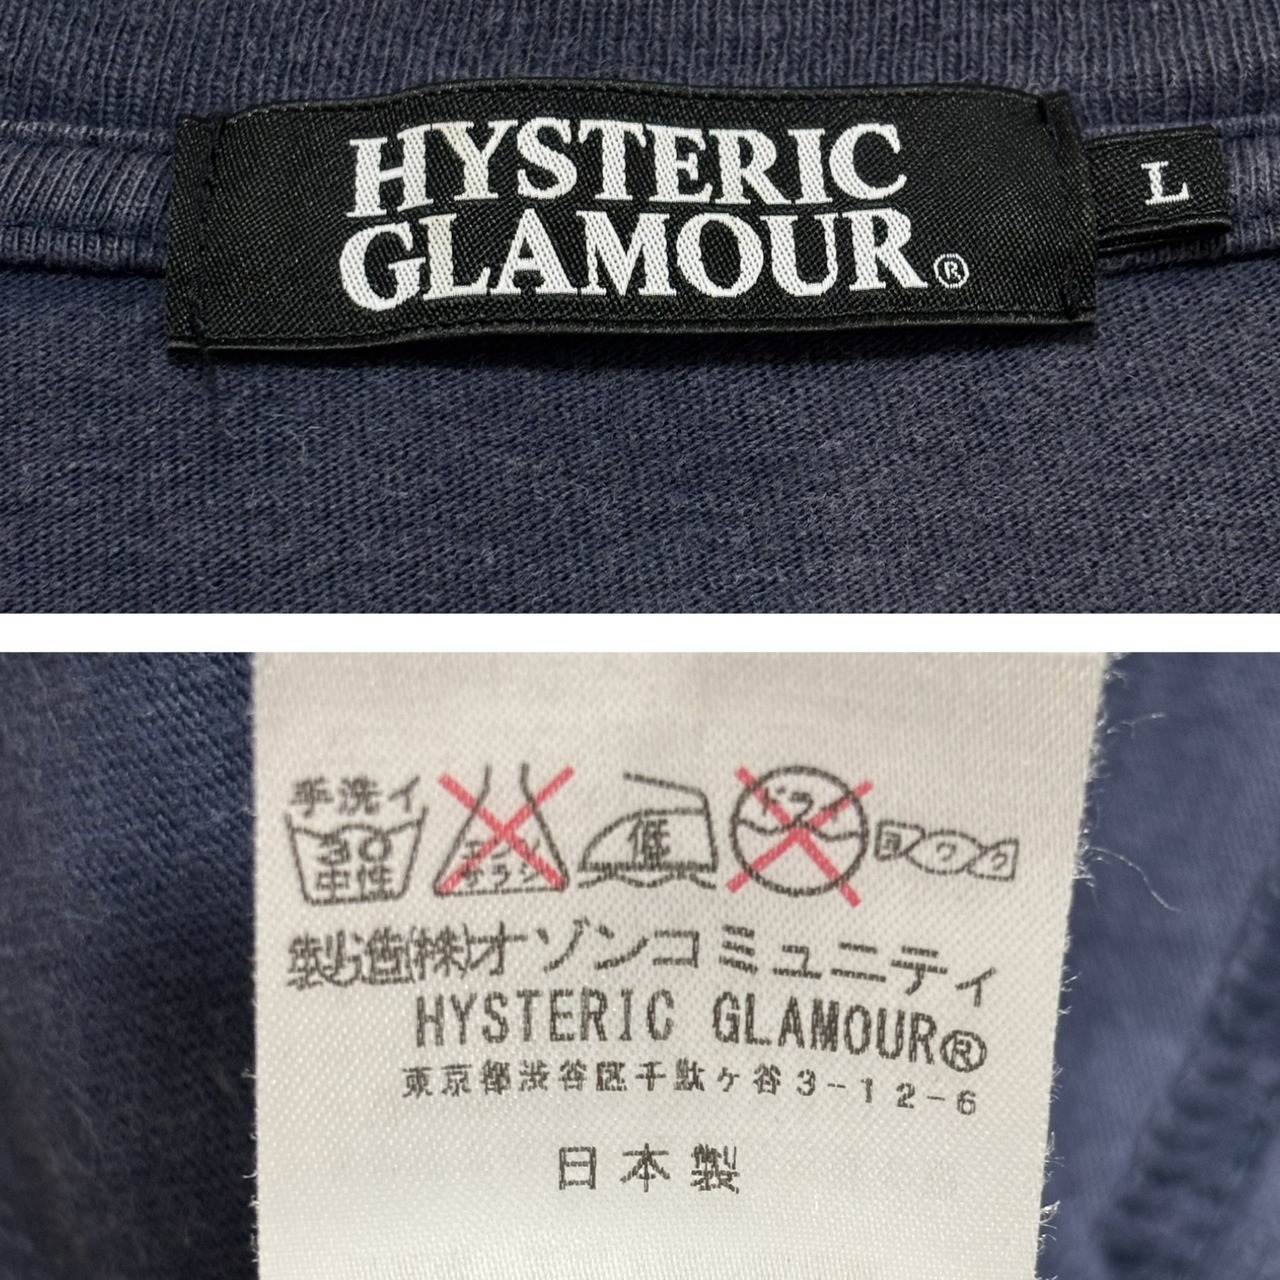 HYSTERIC
GLAMOUR®
L
手洗イ
30
中性
エンソ
サラシ
低
ドライ
ヨワク
製造(株)オゾンコミュニティ
HYSTERIC GLAMOUR®
東京都渋谷区千駄ヶ谷3-12-6
日本製